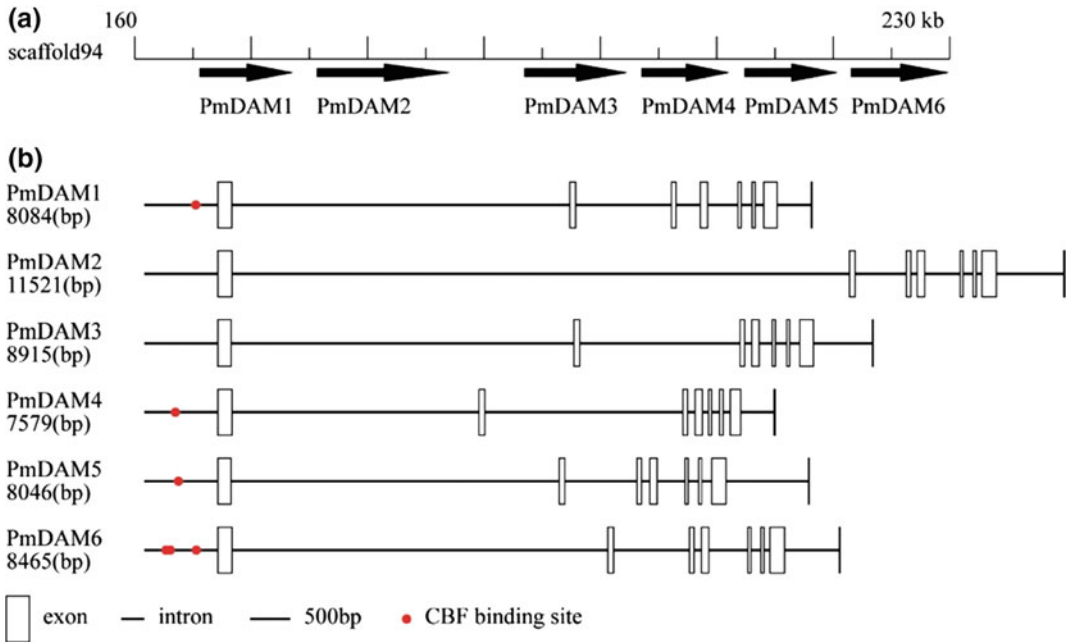 (a)
160 230 kb
scaffold94
PmDAM1 PmDAM2 PmDAM3 PmDAM4 PmDAM5 PmDAM6
(b)
PmDAM1
8084(bp)
PmDAM2
11521(bp)
PmDAM3
8915(bp)
PmDAM4
7579(bp)
PmDAM5
8046(bp)
PmDAM6
8465(bp)
exon intron 500bp CBF binding site